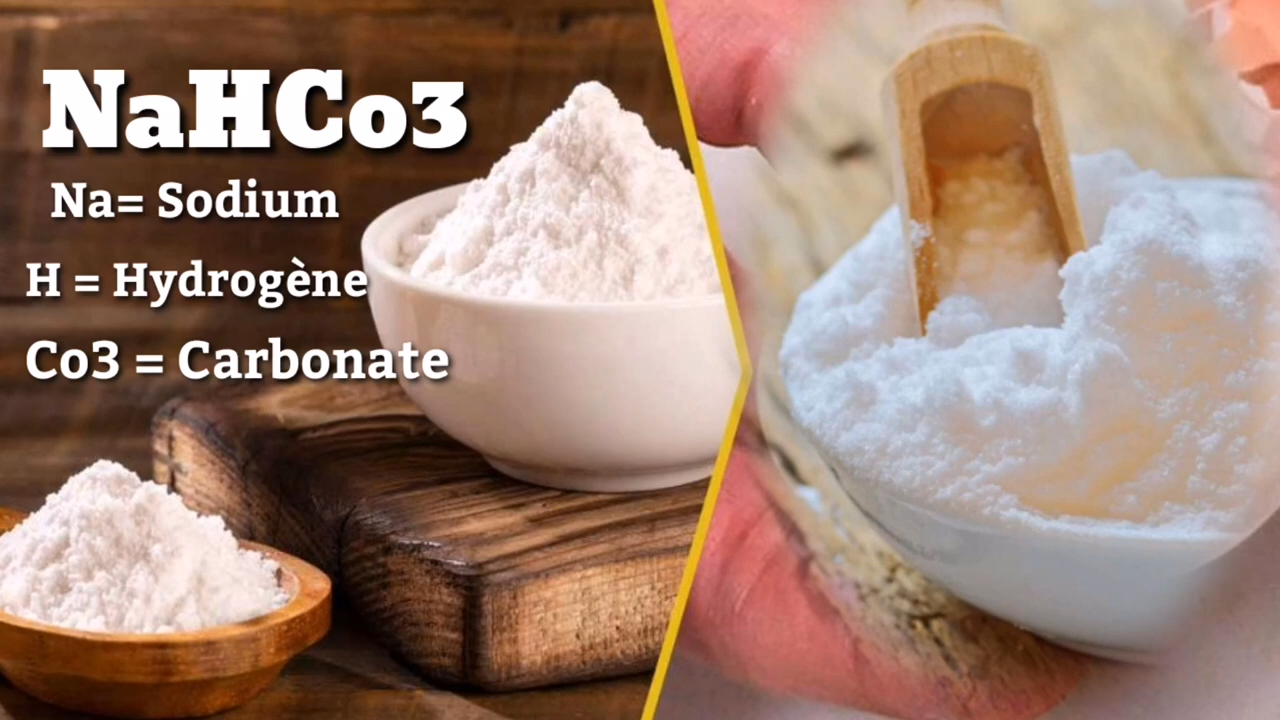 NaHCo3
Na= Sodium
H = Hydrogène
Co3 = Carbonate